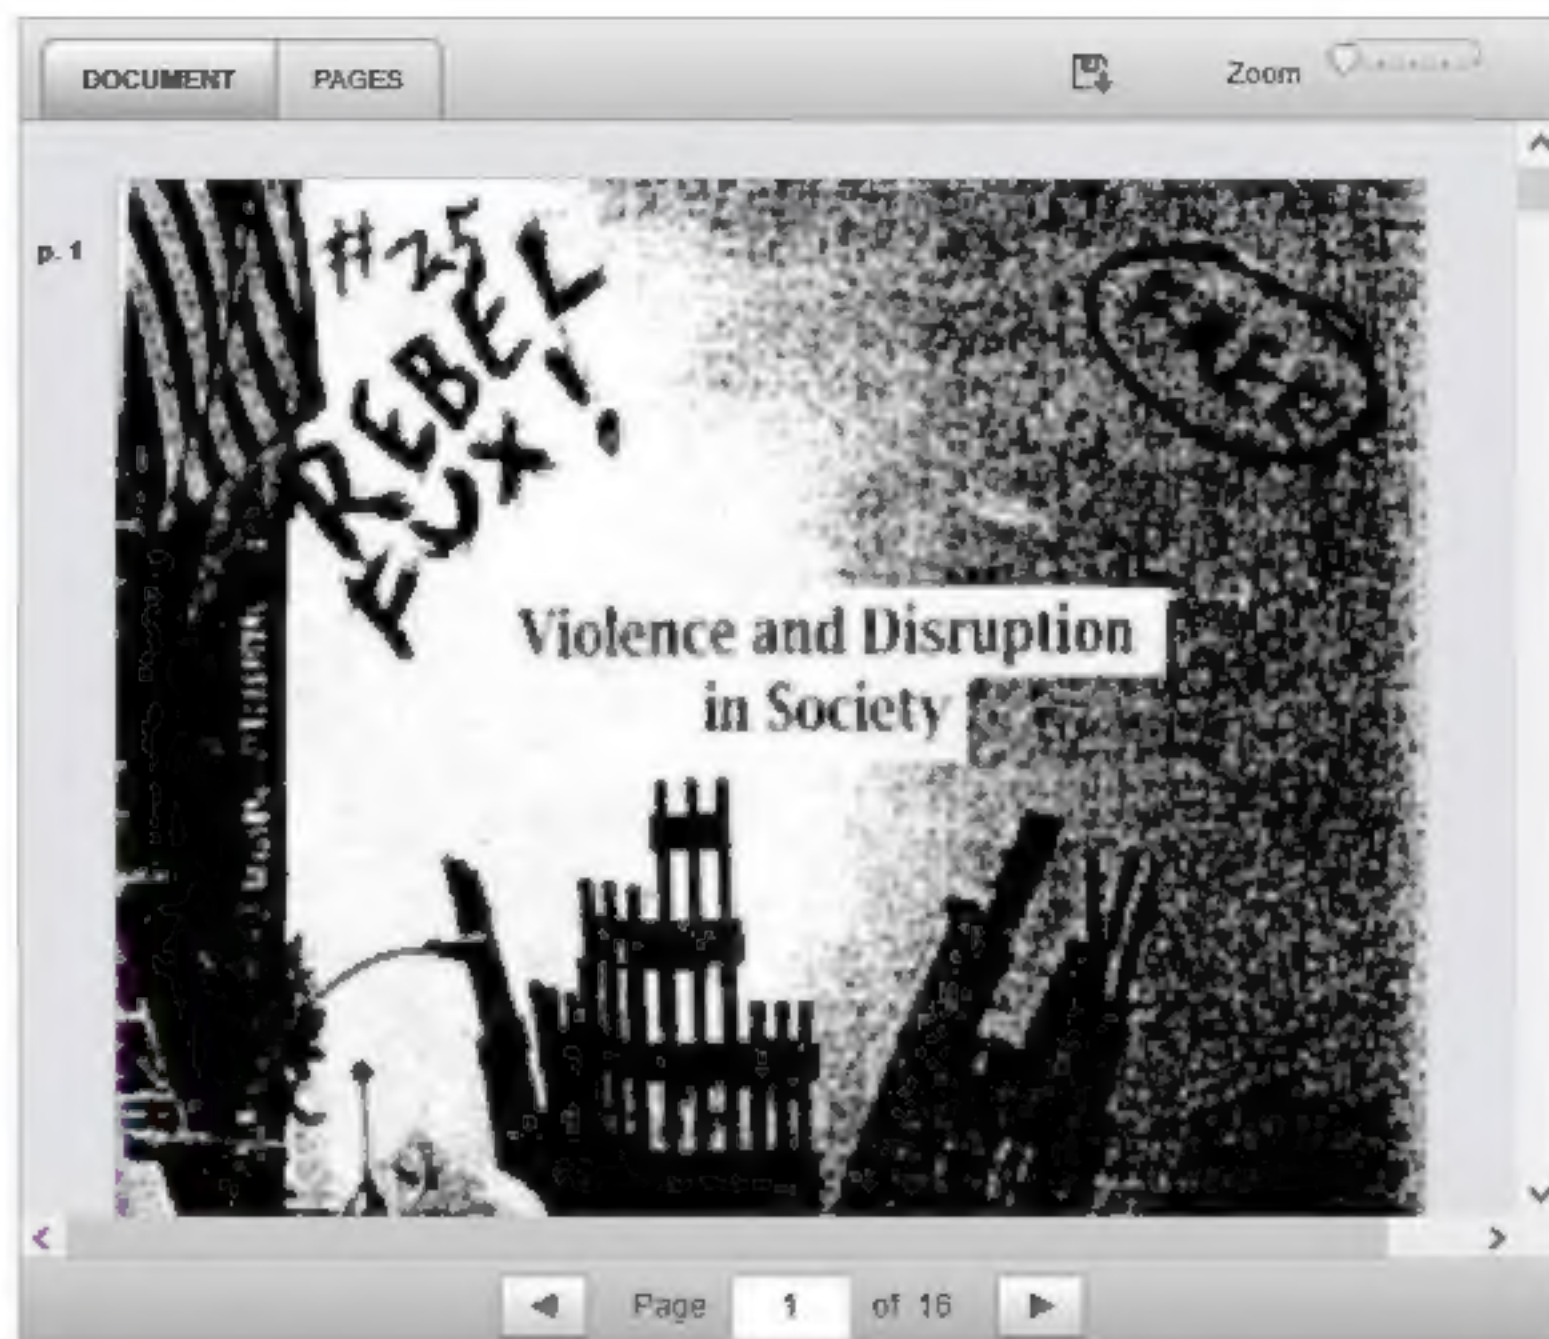 DOCUMENT PAGES Zoom
p. 1
#25
REBEL
FUX!
Violence and Disruption
in Society
Page 1 of 16